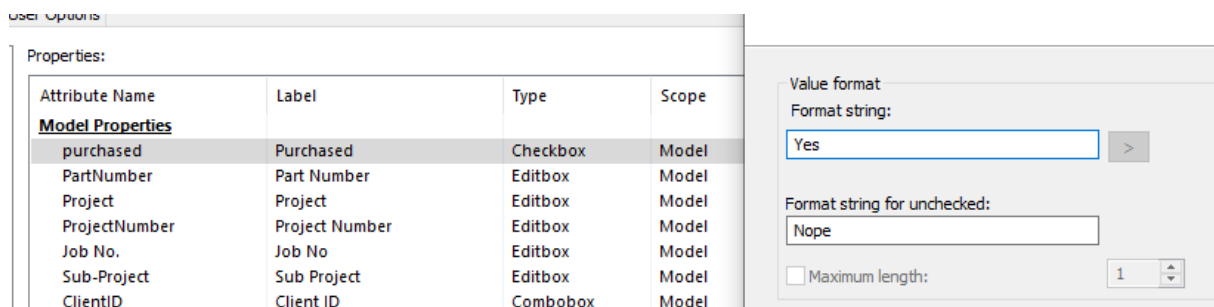 User Options
Properties:
Attribute Name Label Type Scope
Model Properties
purchased Purchased Checkbox Model
PartNumber Part Number Editbox Model
Project Project Editbox Model
ProjectNumber Project Number Editbox Model
Job No. Job No Editbox Model
Sub-Project Sub Project Editbox Model
ClientID Client ID Combobox Model
Value format
Format string:
Yes >
Format string for unchecked:
Nope
Maximum length: 1